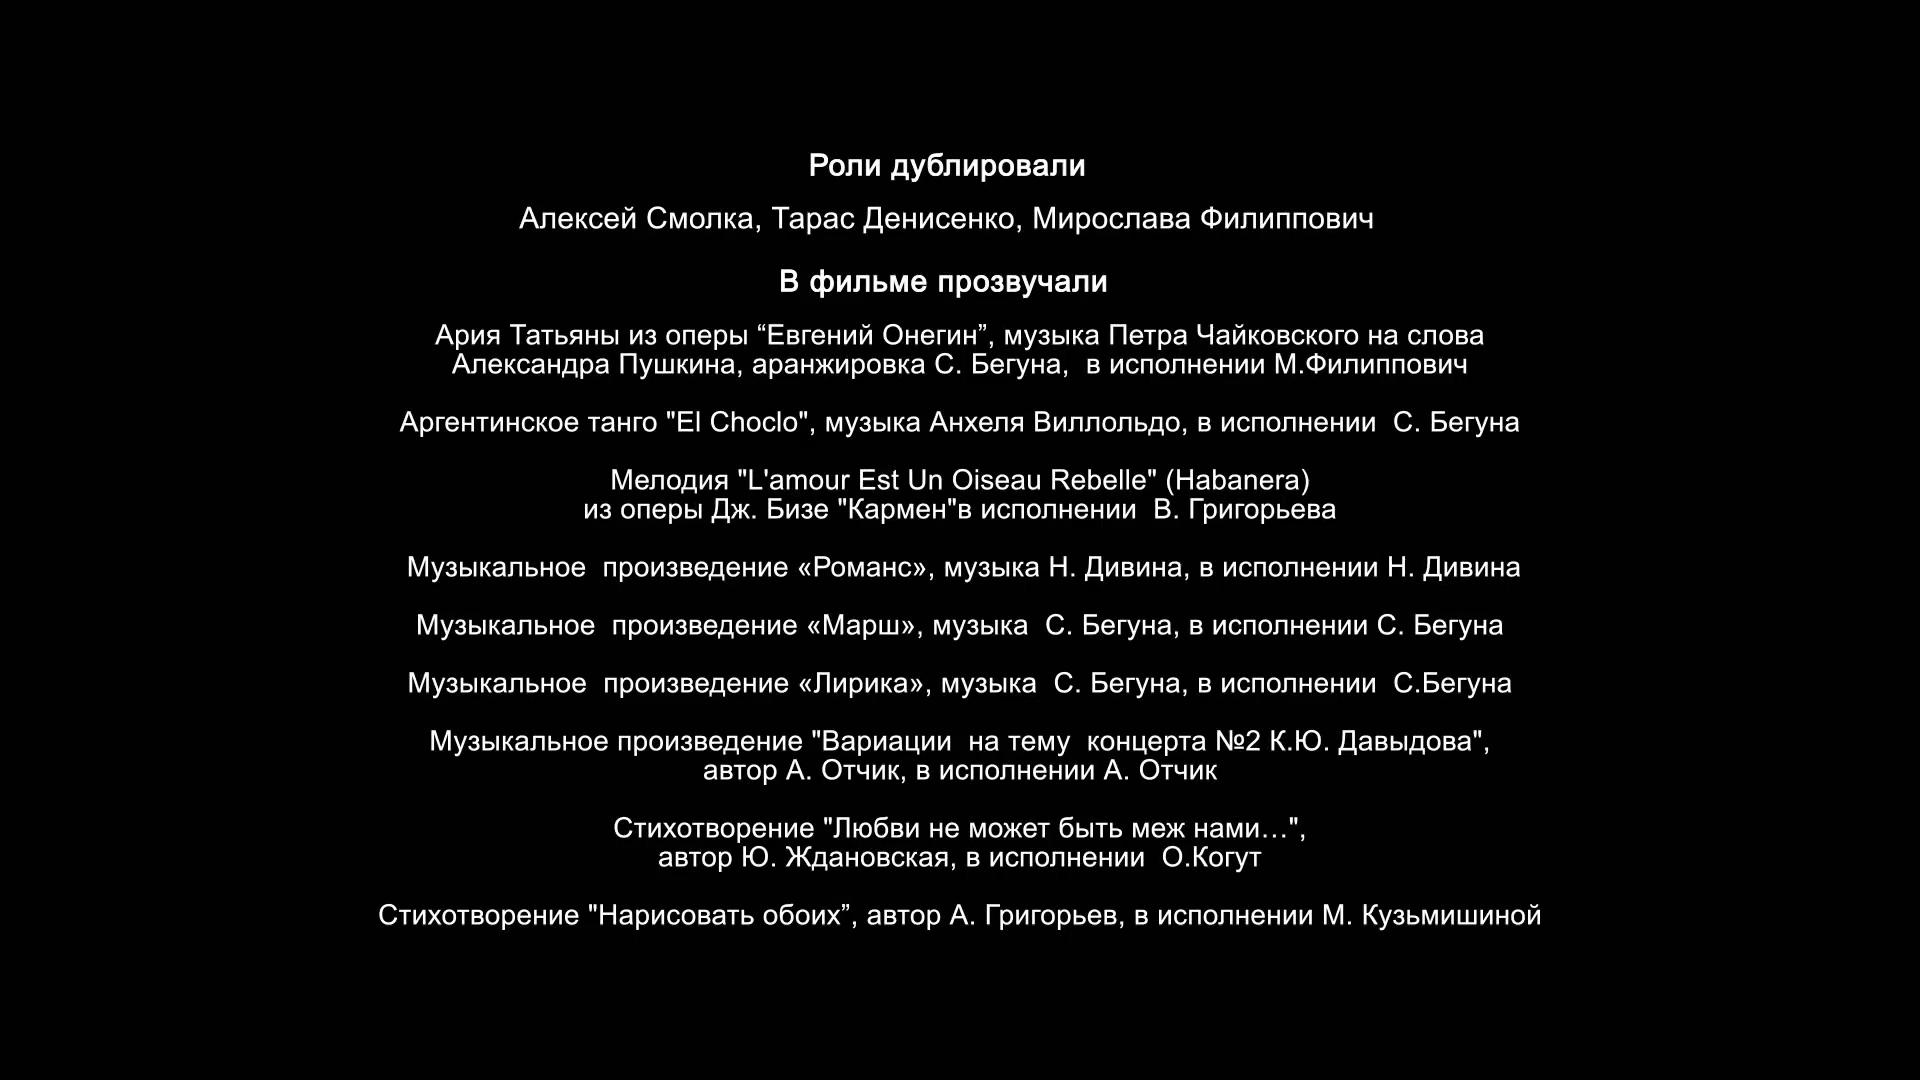 Роли дублировали
Алексей Смолка, Тарас Денисенко, Мирослава Филиппович
В фильме прозвучали
Ария Татьяны из оперы “Евгений Онегин”, музыка Петра Чайковского на слова
Александра Пушкина, аранжировка С. Бегуна,  в исполнении М.Филиппович
Аргентинское танго "El Choclo", музыка Анхеля Виллольдо, в исполнении  С. Бегуна
Мелодия "L'amour Est Un Oiseau Rebelle" (Habanera)
из оперы Дж. Бизе "Кармен"в исполнении  В. Григорьева
Музыкальное  произведение «Романс», музыка Н. Дивина, в исполнении Н. Дивина
Музыкальное  произведение «Марш», музыка  С. Бегуна, в исполнении С. Бегуна
Музыкальное  произведение «Лирика», музыка  С. Бегуна, в исполнении  С.Бегуна
Музыкальное произведение "Вариации  на тему  концерта №2 К.Ю. Давыдова",
автор А. Отчик, в исполнении А. Отчик
Стихотворение "Любви не может быть меж нами…",
автор Ю. Ждановская, в исполнении  О.Когут
Стихотворение "Нарисовать обоих”, автор А. Григорьев, в исполнении М. Кузьмишиной